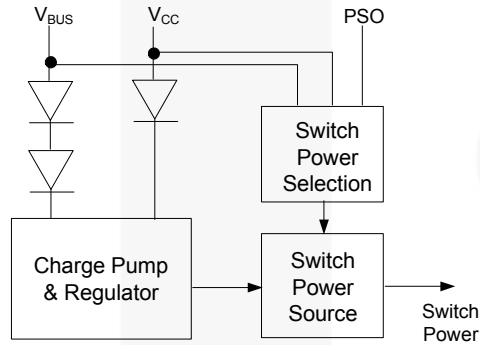 VBUS
VCC
PSO
Switch
Power
Selection
Charge Pump
& Regulator
Switch
Power
Source
Switch
Power